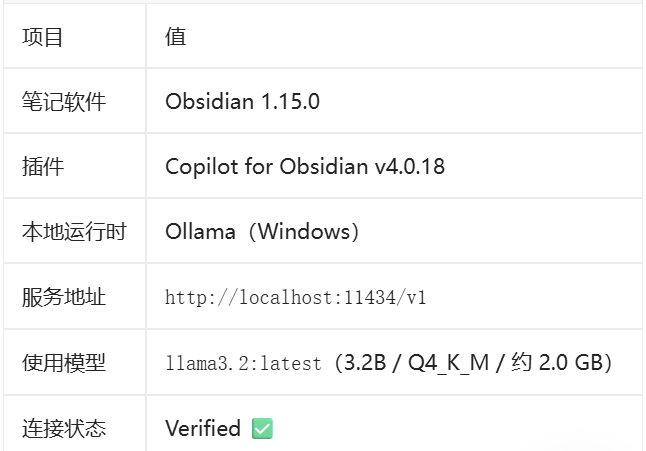 项目 值
笔记软件 Obsidian 1.15.0
插件 Copilot for Obsidian v4.0.18
本地运行时 Ollama（Windows）
服务地址 http://localhost:11434/v1
使用模型 llama3.2:latest（3.2B / Q4_K_M / 约 2.0 GB）
连接状态 Verified ✅